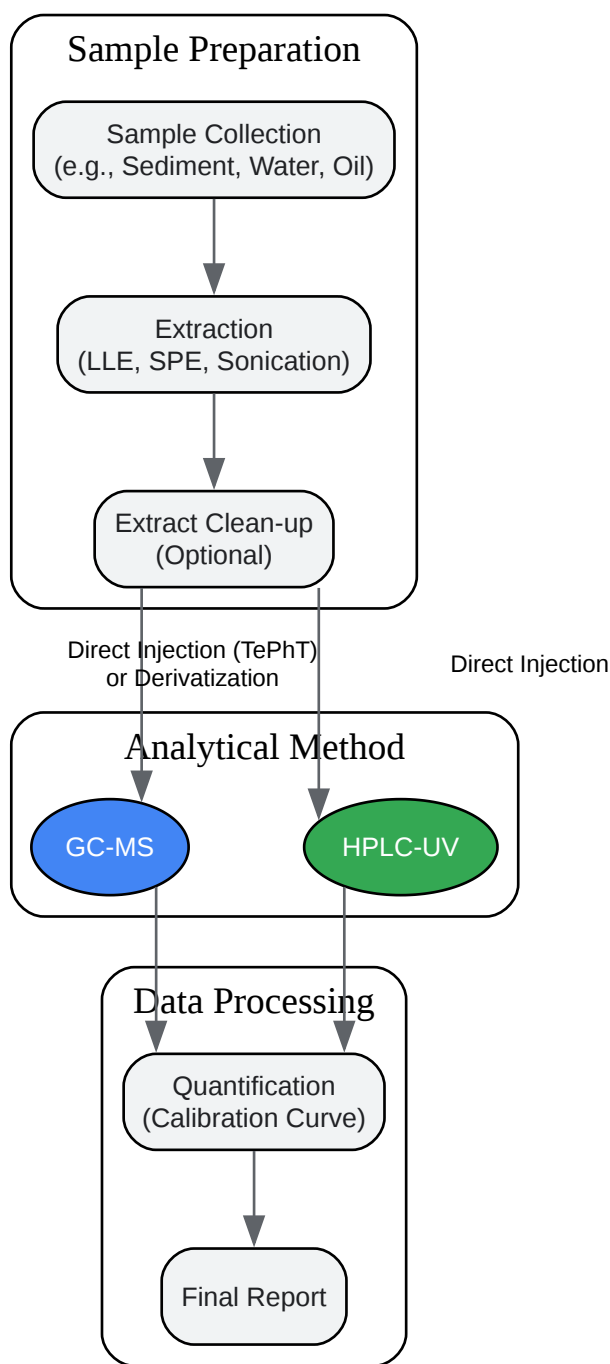 Sample Preparation
Sample Collection
(e.g., Sediment, Water, Oil)
Extraction
(LLE, SPE, Sonication)
Extract Clean-up
(Optional)
Direct Injection (TePhT)
or Derivatization
Direct Injection
Analytical Method
GC-MS
HPLC-UV
Data Processing
Quantification
(Calibration Curve)
Final Report